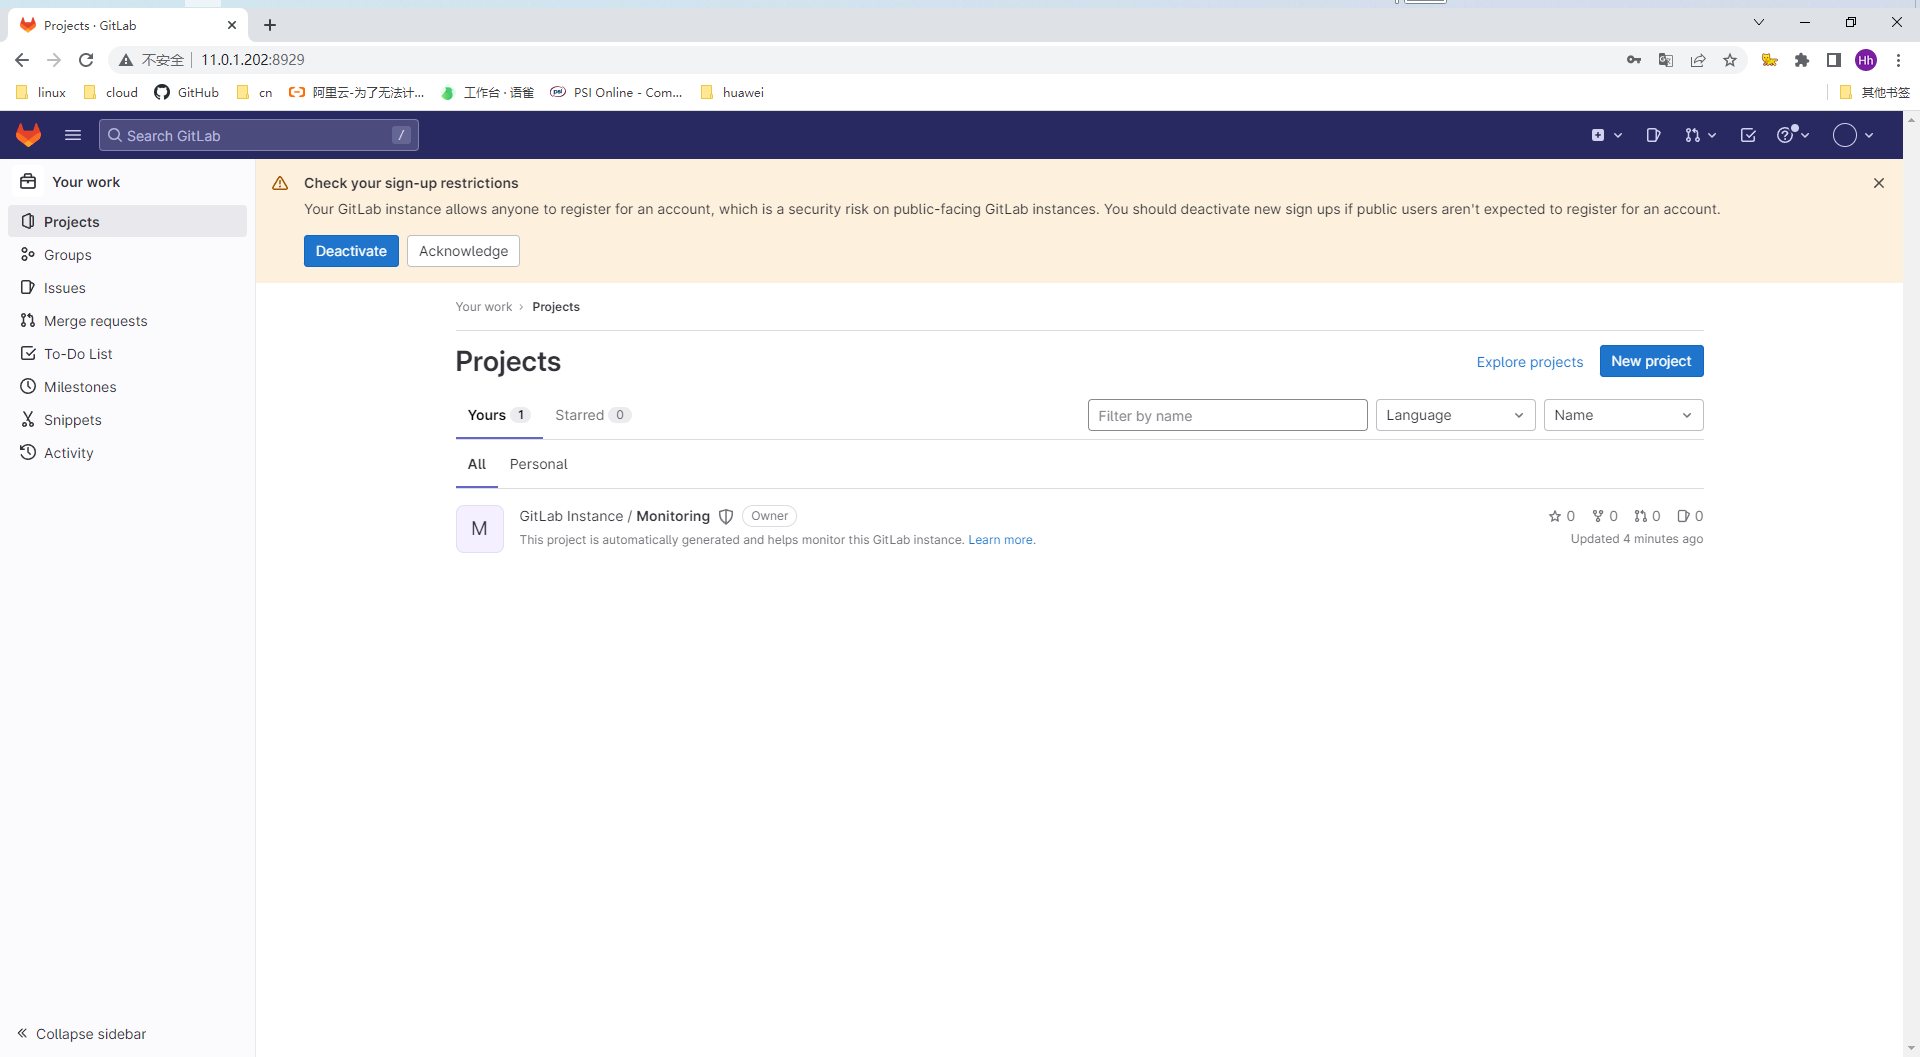 Projects · GitLab
不安全 11.0.1.202:8929
Hh
linux cloud GitHub cn 阿里云-为了无法计... 工作台 · 语雀 PSI Online - Com... huawei 其他书签
Search GitLab /
Your work
Projects
Groups
Issues
Merge requests
To-Do List
Milestones
Snippets
Activity
Collapse sidebar
Check your sign-up restrictions
Your GitLab instance allows anyone to register for an account, which is a security risk on public-facing GitLab instances. You should deactivate new sign ups if public users aren't expected to register for an account.
Deactivate Acknowledge
Your work › Projects
Projects
Explore projects New project
Yours 1 Starred 0
Filter by name Language Name
All Personal
M
GitLab Instance / Monitoring Owner 0 0 0 0
This project is automatically generated and helps monitor this GitLab instance. Learn more. Updated 4 minutes ago